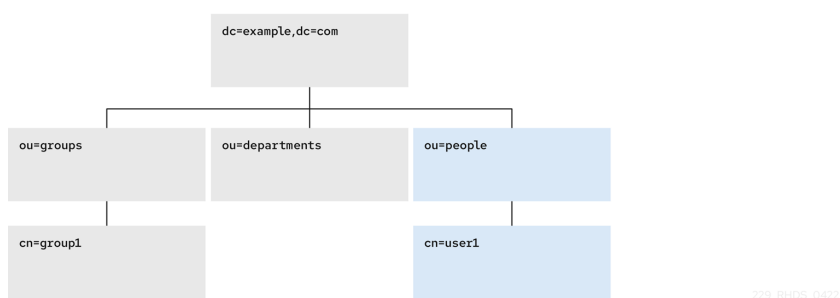 dc=example,dc=com
ou=groups
ou=departments
ou=people
cn=group1
cn=user1